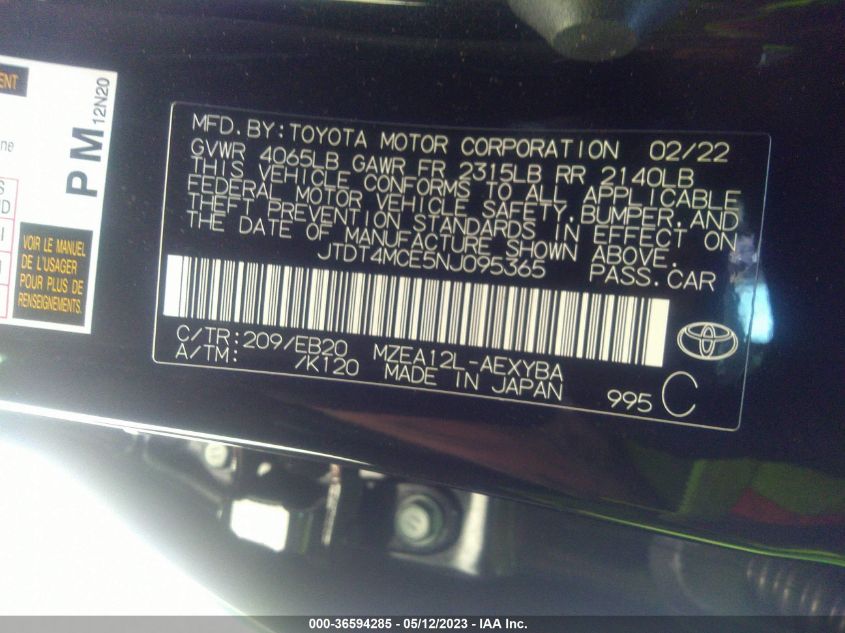 ENT
PM 12N20
ne
S
ND
VOIR LE MANUEL
DE L'USAGER
POUR PLUS DE
RENSEIGNEMENTS.
MFD.BY:TOYOTA MOTOR CORPORATION 02/22
GVWR 4065LB GAWR FR 2315LB RR 2140LB
THIS VEHICLE CONFORMS TO ALL APPLICABLE
FEDERAL MOTOR VEHICLE SAFETY,BUMPER,AND
THEFT PREVENTION STANDARDS IN EFFECT ON
THE DATE OF MANUFACTURE SHOWN ABOVE.
JTDT4MCE5NJ095365 PASS.CAR
C/TR:209/EB20 MZEA12L-AEXYBA
A/TM: /K120 MADE IN JAPAN
995 C
000-36594285 - 05/12/2023 - IAA Inc.